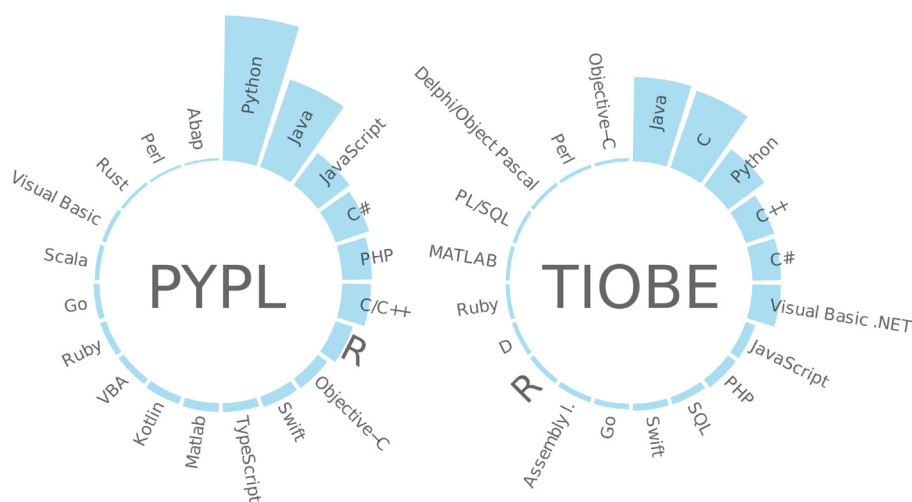 PYPL
Python
Java
JavaScript
C#
PHP
C/C++
R
Objective–C
Swift
TypeScript
Matlab
Kotlin
VBA
Ruby
Go
Scala
Visual Basic
Rust
Perl
Abap
TIOBE
Java
C
Python
C++
C#
Visual Basic .NET
JavaScript
PHP
SQL
Swift
Go
Assembly l.
R
D
Ruby
MATLAB
PL/SQL
Delphi/Object Pascal
Perl
Objective–C